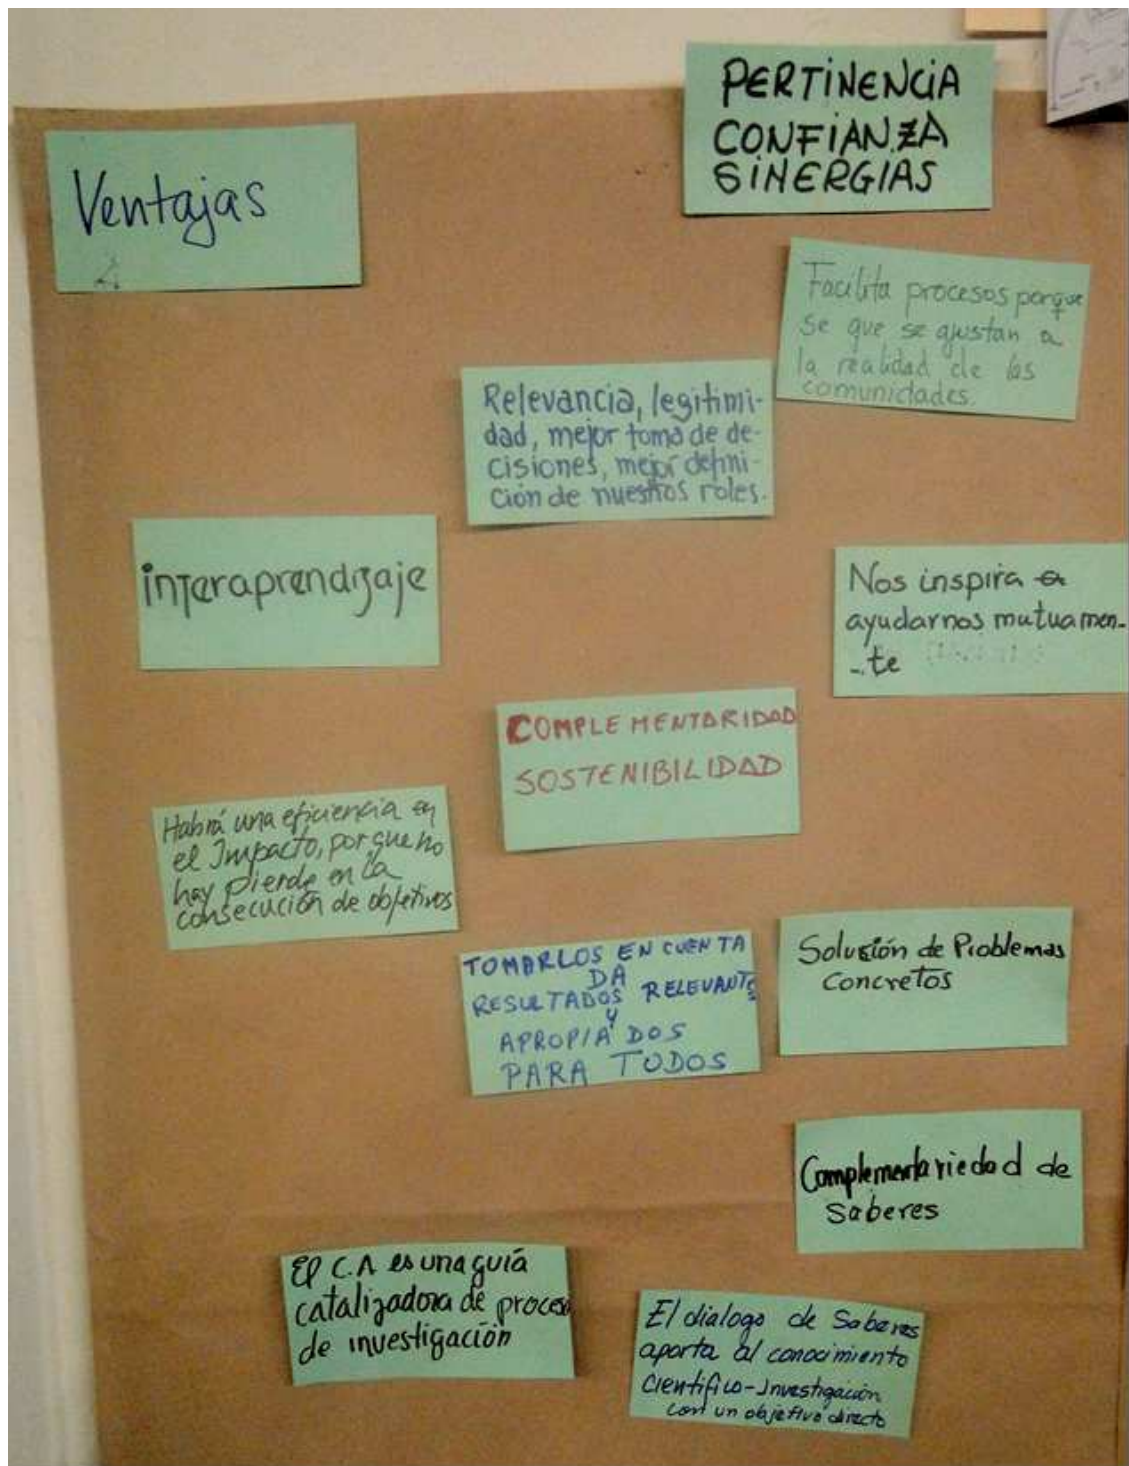 PERTINENCIA
CONFIANZA
SINERGIAS
Ventajas
Facilita procesos porque
se que se ajustan a
la realidad de las
comunidades.
Relevancia, legitimi-
dad, mejor toma de de-
cisiones, mejor defini-
ción de nuestros roles.
interaprendizaje
Nos inspira a
ayudarnos mutuamen-
-te
COMPLEMENTARIDAD
SOSTENIBILIDAD
Habrá una eficiencia en
el Impacto, porque no
hay pierde en la
consecución de objetivos
TOMARLOS EN CUENTA
DA
RESULTADOS RELEVANTES
Y
APROPIADOS
PARA TODOS
Solución de Problemas
Concretos
Complementariedad de
Saberes
El C.A es una guía
catalizadora de proceso
de investigación
El dialogo de Saberes
aporta al conocimiento
Científico-Investigación
con un objetivo directo